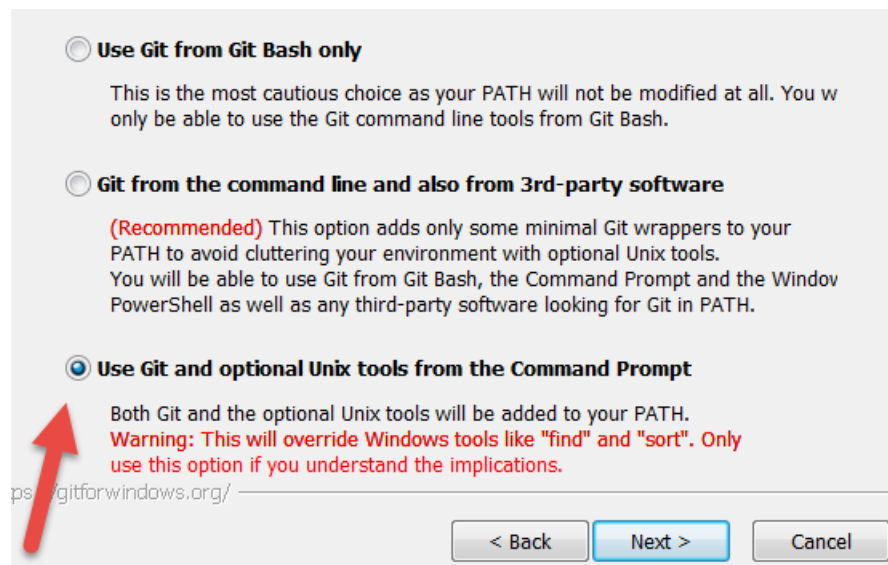 Use Git from Git Bash only
This is the most cautious choice as your PATH will not be modified at all. You w
only be able to use the Git command line tools from Git Bash.
Git from the command line and also from 3rd-party software
(Recommended) This option adds only some minimal Git wrappers to your
PATH to avoid cluttering your environment with optional Unix tools.
You will be able to use Git from Git Bash, the Command Prompt and the Window
PowerShell as well as any third-party software looking for Git in PATH.
Use Git and optional Unix tools from the Command Prompt
Both Git and the optional Unix tools will be added to your PATH.
Warning: This will override Windows tools like "find" and "sort". Only
use this option if you understand the implications.
ps://gitforwindows.org/
< Back Next > Cancel